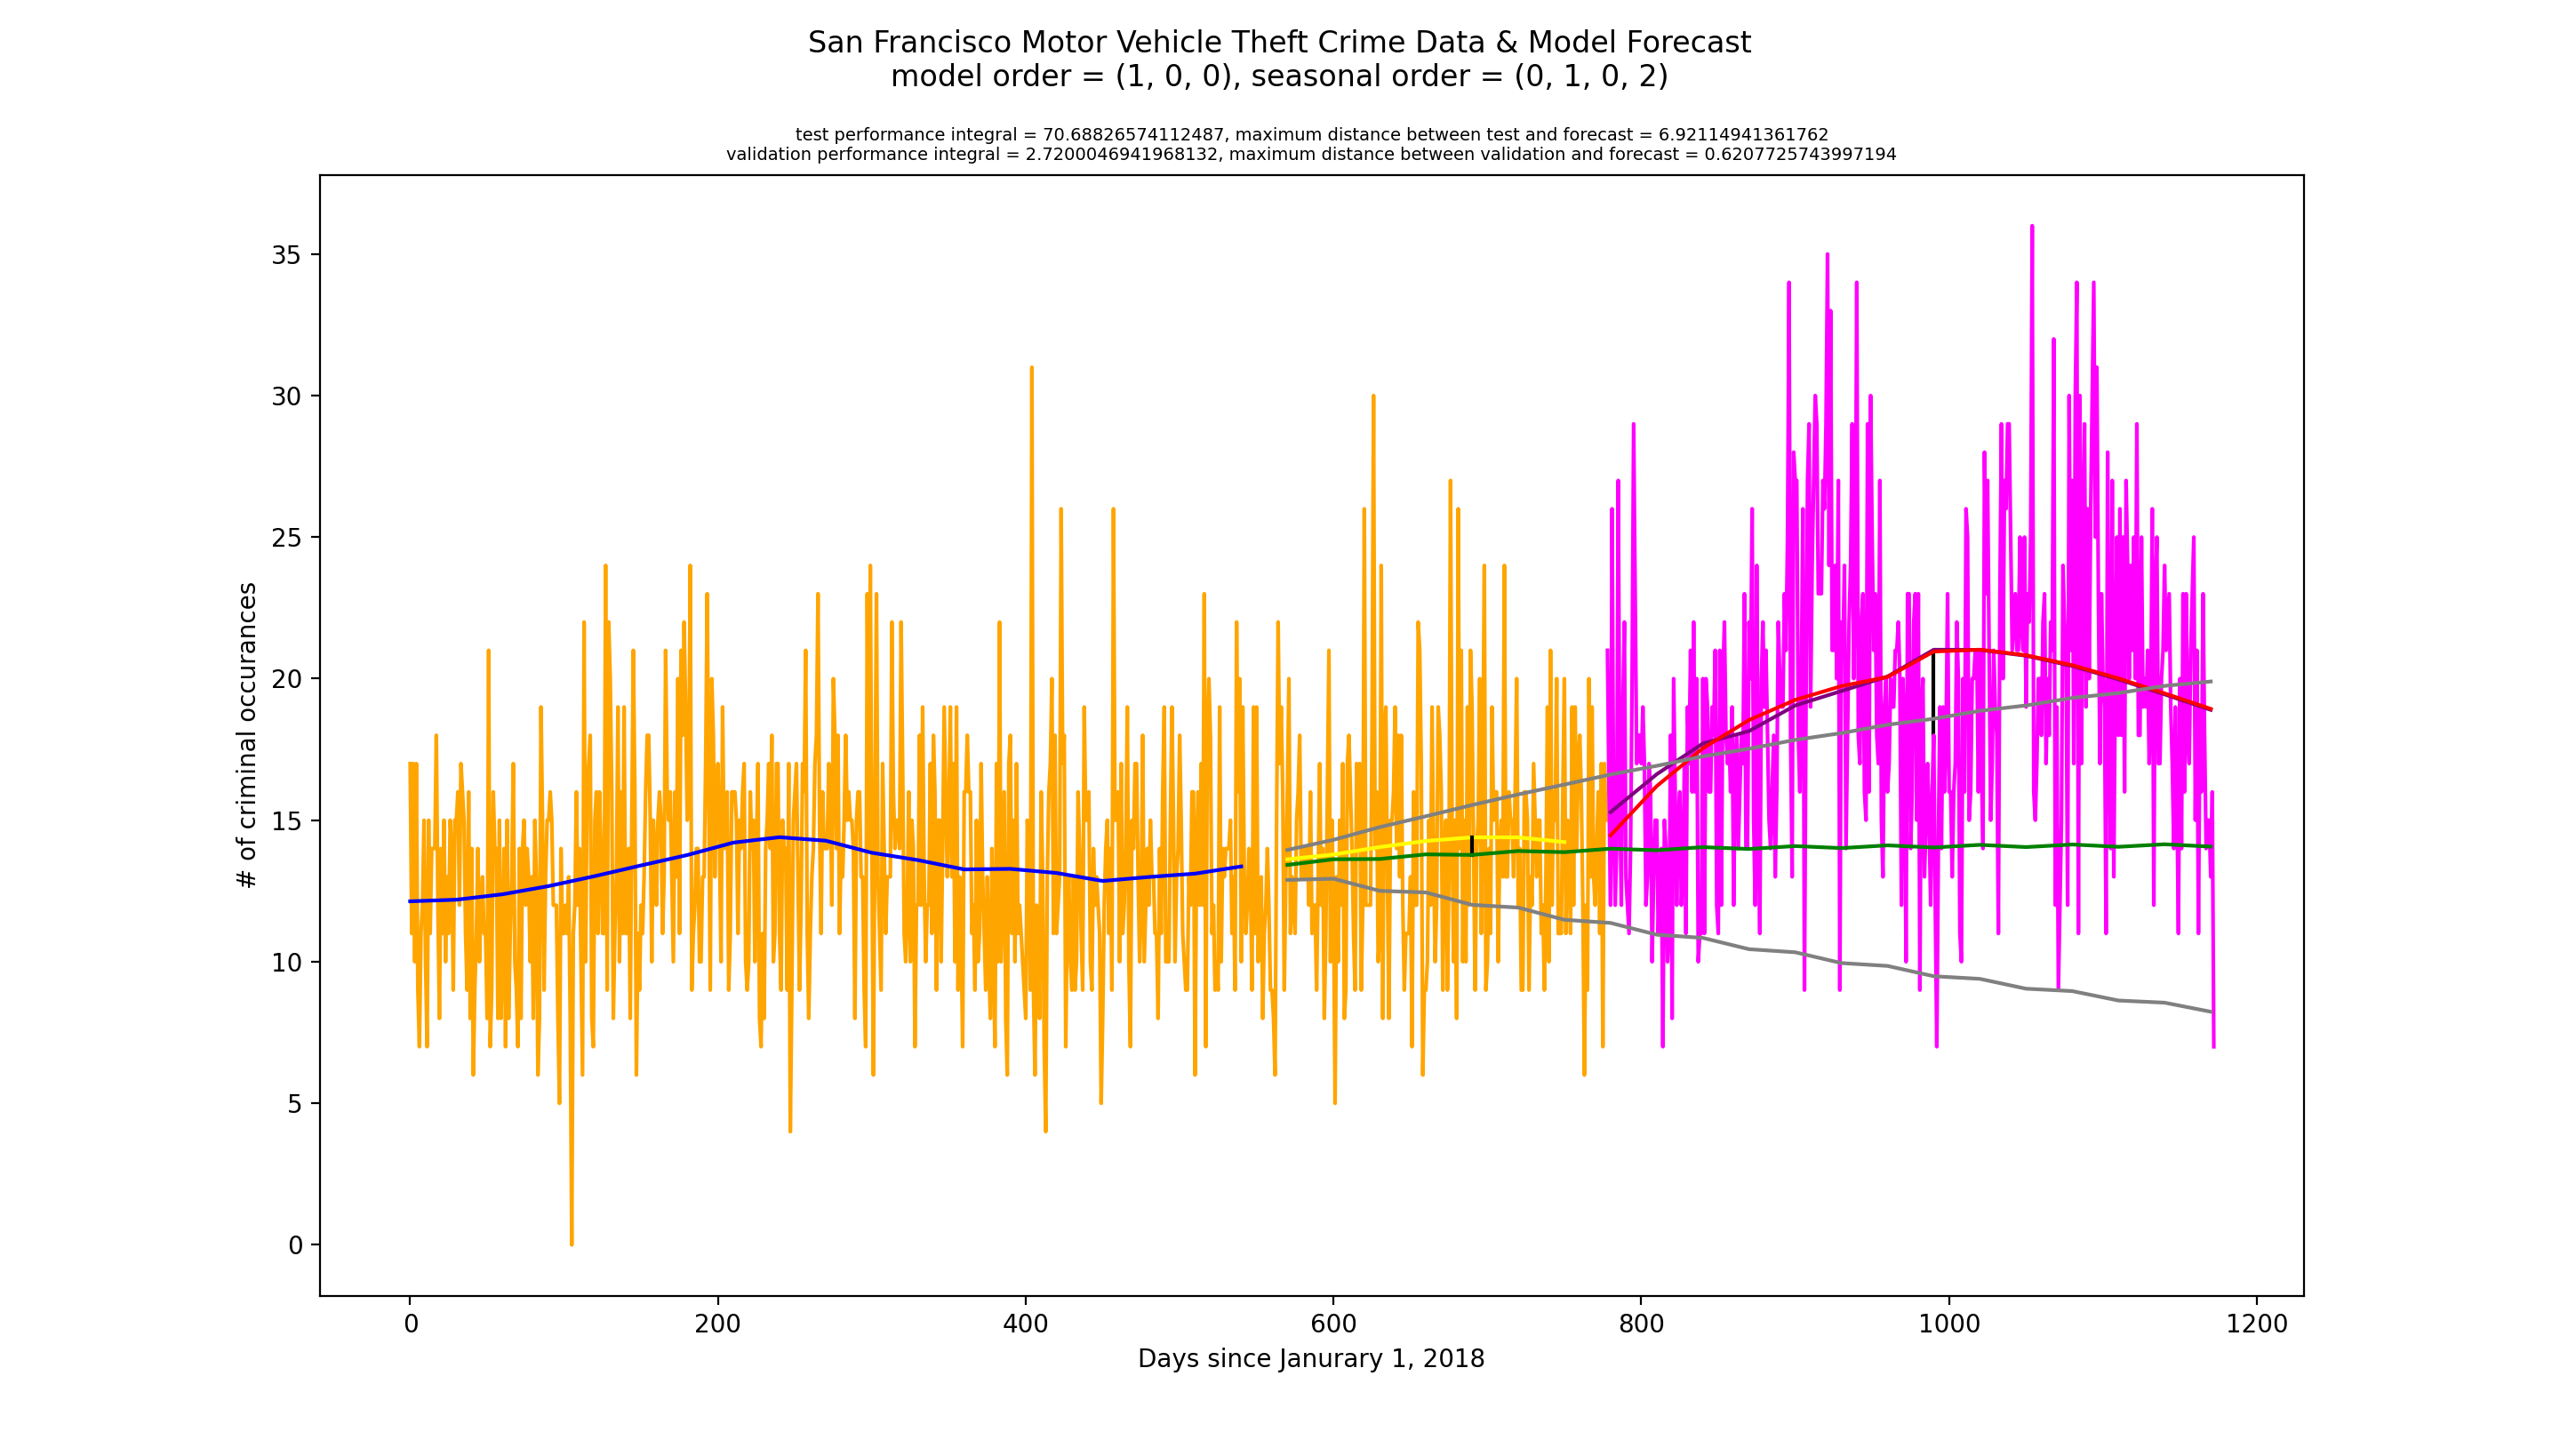 San Francisco Motor Vehicle Theft Crime Data & Model Forecast
model order = (1, 0, 0), seasonal order = (0, 1, 0, 2)
test performance integral = 70.68826574112487, maximum distance between test and forecast = 6.92114941361762
validation performance integral = 2.7200046941968132, maximum distance between validation and forecast = 0.6207725743997194
35
30
25
20
15
10
5
0
# of criminal occurances
0 200 400 600 800 1000 1200
Days since Janurary 1, 2018